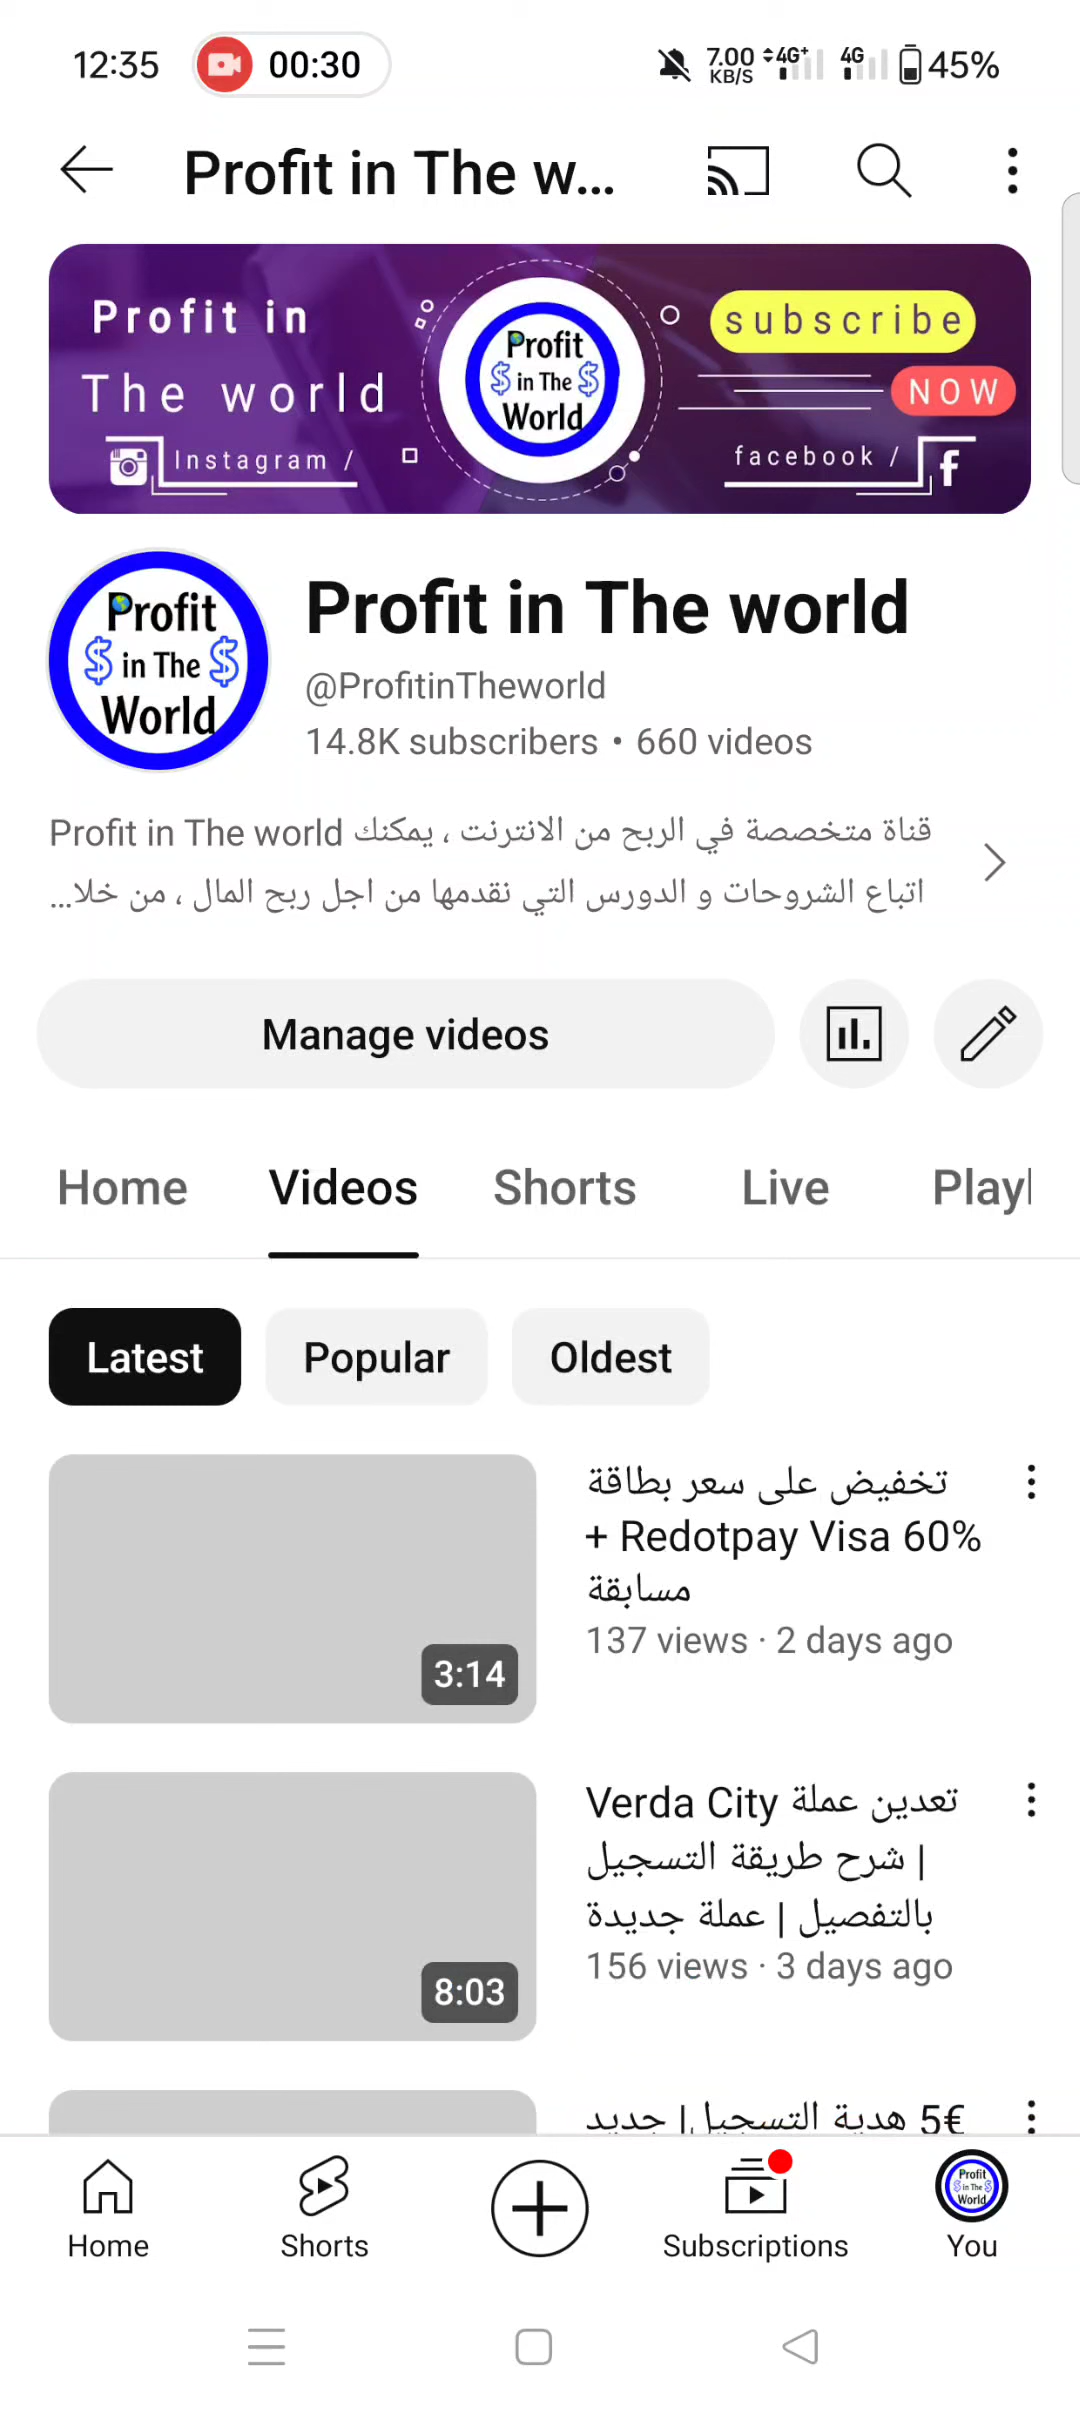 12:35
00:30
7.00 KB/S
4G+
4G
45%
Profit in The w...
Profit in
The world
Instagram /
Profit
$ in The $
World
subscribe
NOW
facebook /
Profit
$ in The $
World
Profit in The world
@ProfitinTheworld
14.8K subscribers • 660 videos
Profit in The world قناة متخصصة في الربح من الانترنت ، يمكنك
اتباع الشروحات و الدورس التي نقدمها من اجل ربح المال ، من خلا...
Manage videos
Home
Videos
Shorts
Live
Playl
Latest
Popular
Oldest
3:14
تخفيض على سعر بطاقة
+ Redotpay Visa 60%
مسابقة
137 views · 2 days ago
8:03
تعدين عملة Verda City
| شرح طريقة التسجيل
بالتفصيل | عملة جديدة
156 views · 3 days ago
5€ هدية التسجيل | جديد
Home
Shorts
Subscriptions
Profit
$ in The $
World
You